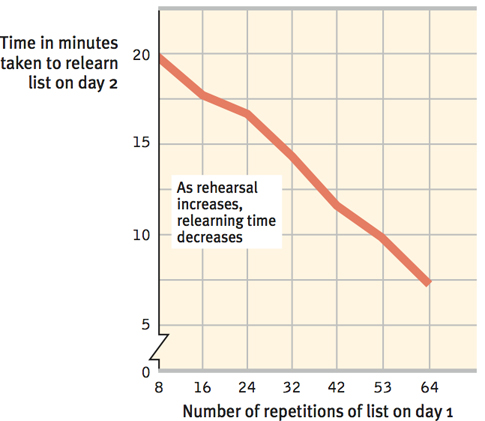 Time in minutes
taken to relearn
list on day 2
20
15
10
5
0
As rehearsal
increases,
relearning time
decreases
8 16 24 32 42 53 64
Number of repetitions of list on day 1